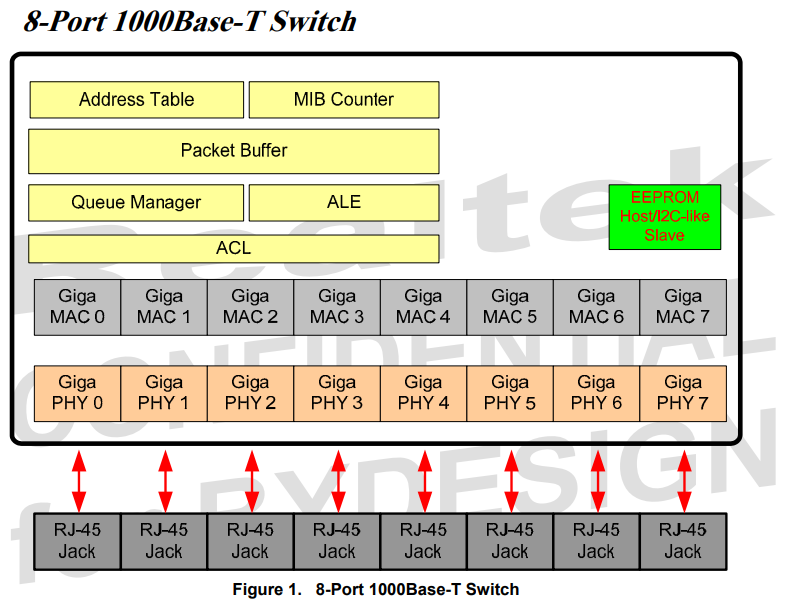 8-Port 1000Base-T Switch
Address Table
MIB Counter
Packet Buffer
Queue Manager
ALE
ACL
EEPROM
Host/I2C-like
Slave
Giga
MAC 0
Giga
MAC 1
Giga
MAC 2
Giga
MAC 3
Giga
MAC 4
Giga
MAC 5
Giga
MAC 6
Giga
MAC 7
Giga
PHY 0
Giga
PHY 1
Giga
PHY 2
Giga
PHY 3
Giga
PHY 4
Giga
PHY 5
Giga
PHY 6
Giga
PHY 7
RJ-45
Jack
RJ-45
Jack
RJ-45
Jack
RJ-45
Jack
RJ-45
Jack
RJ-45
Jack
RJ-45
Jack
RJ-45
Jack
Figure 1. 8-Port 1000Base-T Switch
Realtek
CONFIDENTIAL
for RYDESIGN